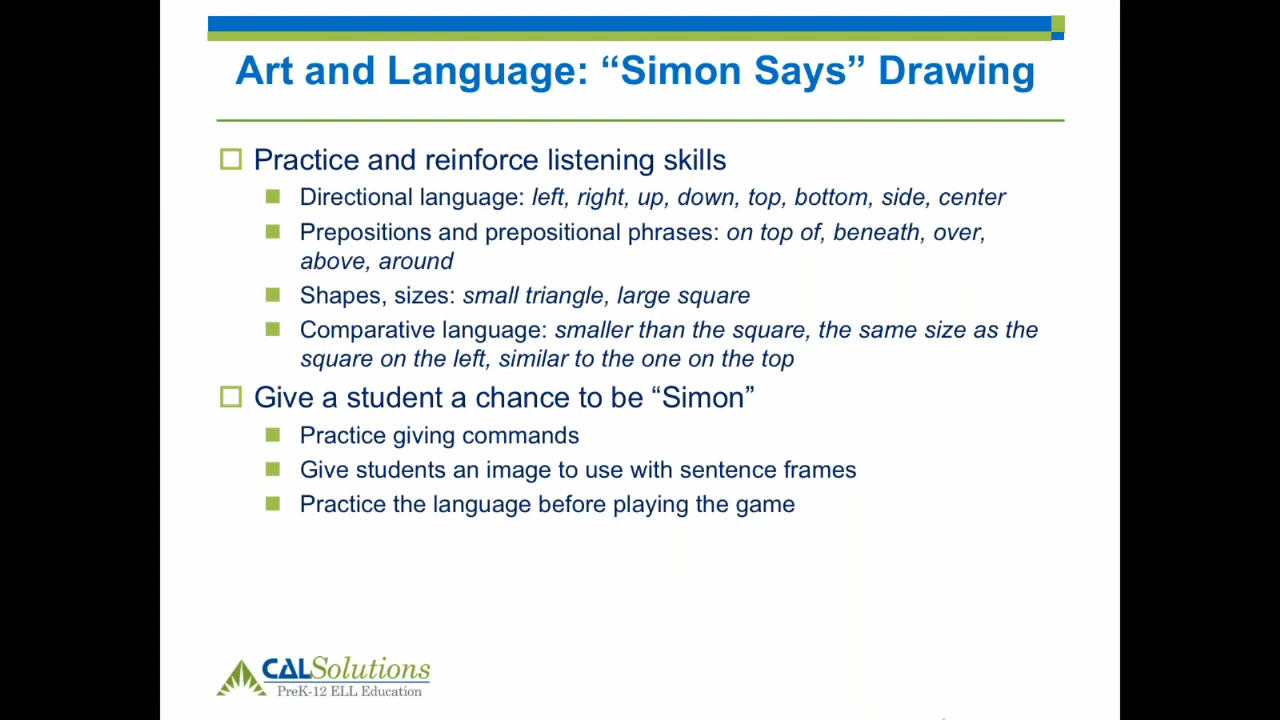 Art and Language: “Simon Says” Drawing
Practice and reinforce listening skills
Directional language: left, right, up, down, top, bottom, side, center
Prepositions and prepositional phrases: on top of, beneath, over,
above, around
Shapes, sizes: small triangle, large square
Comparative language: smaller than the square, the same size as the
square on the left, similar to the one on the top
Give a student a chance to be “Simon”
Practice giving commands
Give students an image to use with sentence frames
Practice the language before playing the game
CALSolutions
PreK-12 ELL Education